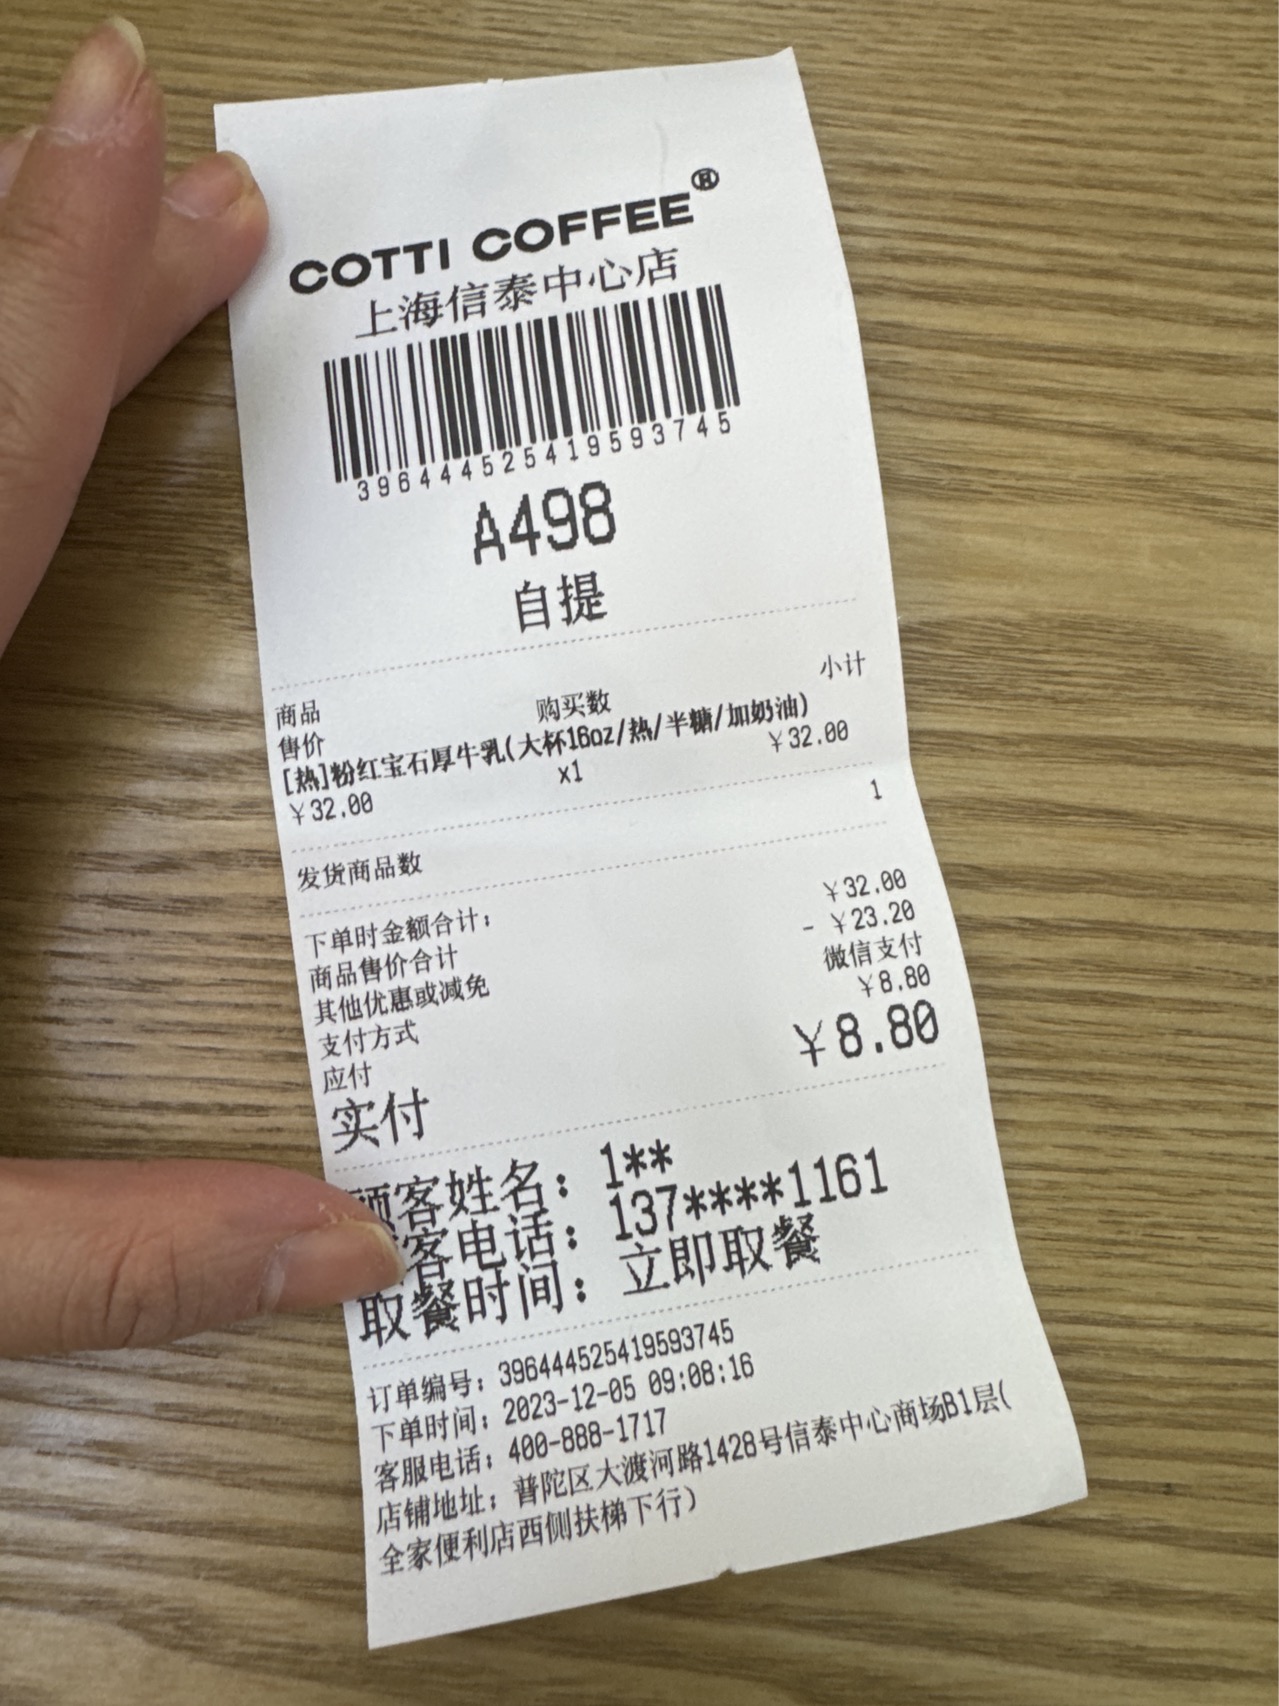 COTTI COFFEE®
上海信泰中心店
396444525419593745
A498
自提
商品 购买数 小计
售价
[热]粉红宝石厚牛乳(大杯16oz/热/半糖/加奶油)
￥32.00 x1 ￥32.00
发货商品数 1
下单时金额合计:
商品售价合计 ￥32.00
其他优惠或减免 - ￥23.20
支付方式 微信支付
应付 ￥8.80
实付 ￥8.80
顾客姓名: 1**
客电话: 137****1161
取餐时间: 立即取餐
订单编号: 396444525419593745
下单时间: 2023-12-05 09:08:16
客服电话: 400-888-1717
店铺地址: 普陀区大渡河路1428号信泰中心商场B1层(
全家便利店西侧扶梯下行)